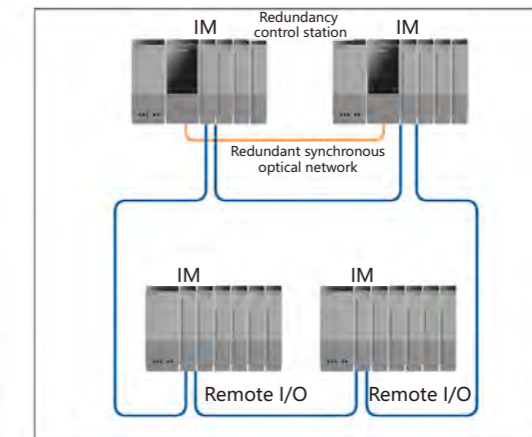 Redundancy
control station
IM
IM
Redundant synchronous
optical network
IM
IM
Remote I/O
Remote I/O